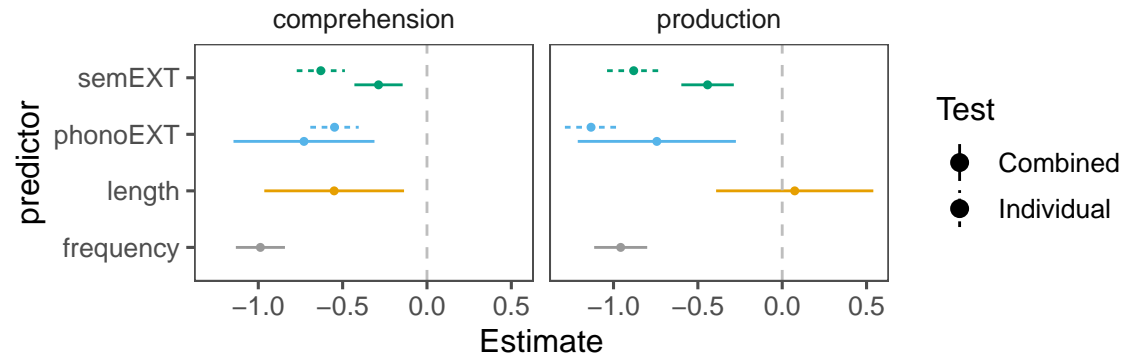 comprehension
production
predictor
semEXT
phonoEXT
length
frequency
−1.0 −0.5 0.0 0.5
−1.0 −0.5 0.0 0.5
Estimate
Test
Combined
Individual